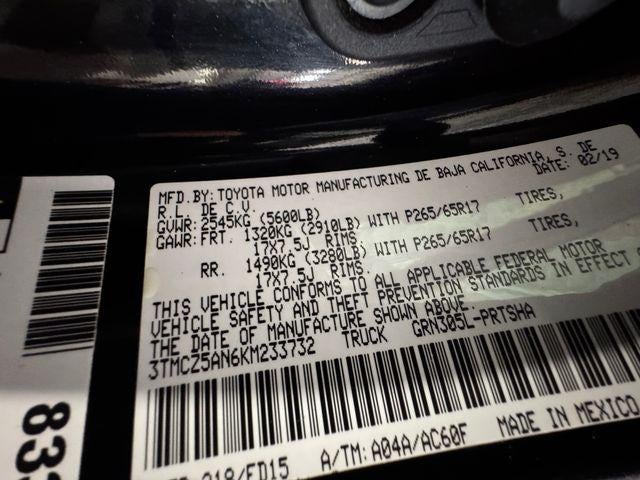 MFD.BY: TOYOTA MOTOR MANUFACTURING DE BAJA CALIFORNIA, S. DE
R.L. DE C.V. DATE: 02/19
GVWR: 2545KG (5600LB)
GAWR: FRT. 1320KG (2910LB) WITH P265/65R17 TIRES,
17X7.5J RIMS
RR. 1490KG (3280LB) WITH P265/65R17 TIRES,
17X7.5J RIMS.
THIS VEHICLE CONFORMS TO ALL APPLICABLE FEDERAL MOTOR
VEHICLE SAFETY AND THEFT PREVENTION STANDARDS IN EFFECT
THE DATE OF MANUFACTURE SHOWN ABOVE.
3TMCZ5AN6KM233732 TRUCK GRN305L-PRTSHA
218/FD15 A/TM: A04A/AC60F MADE IN MEXICO